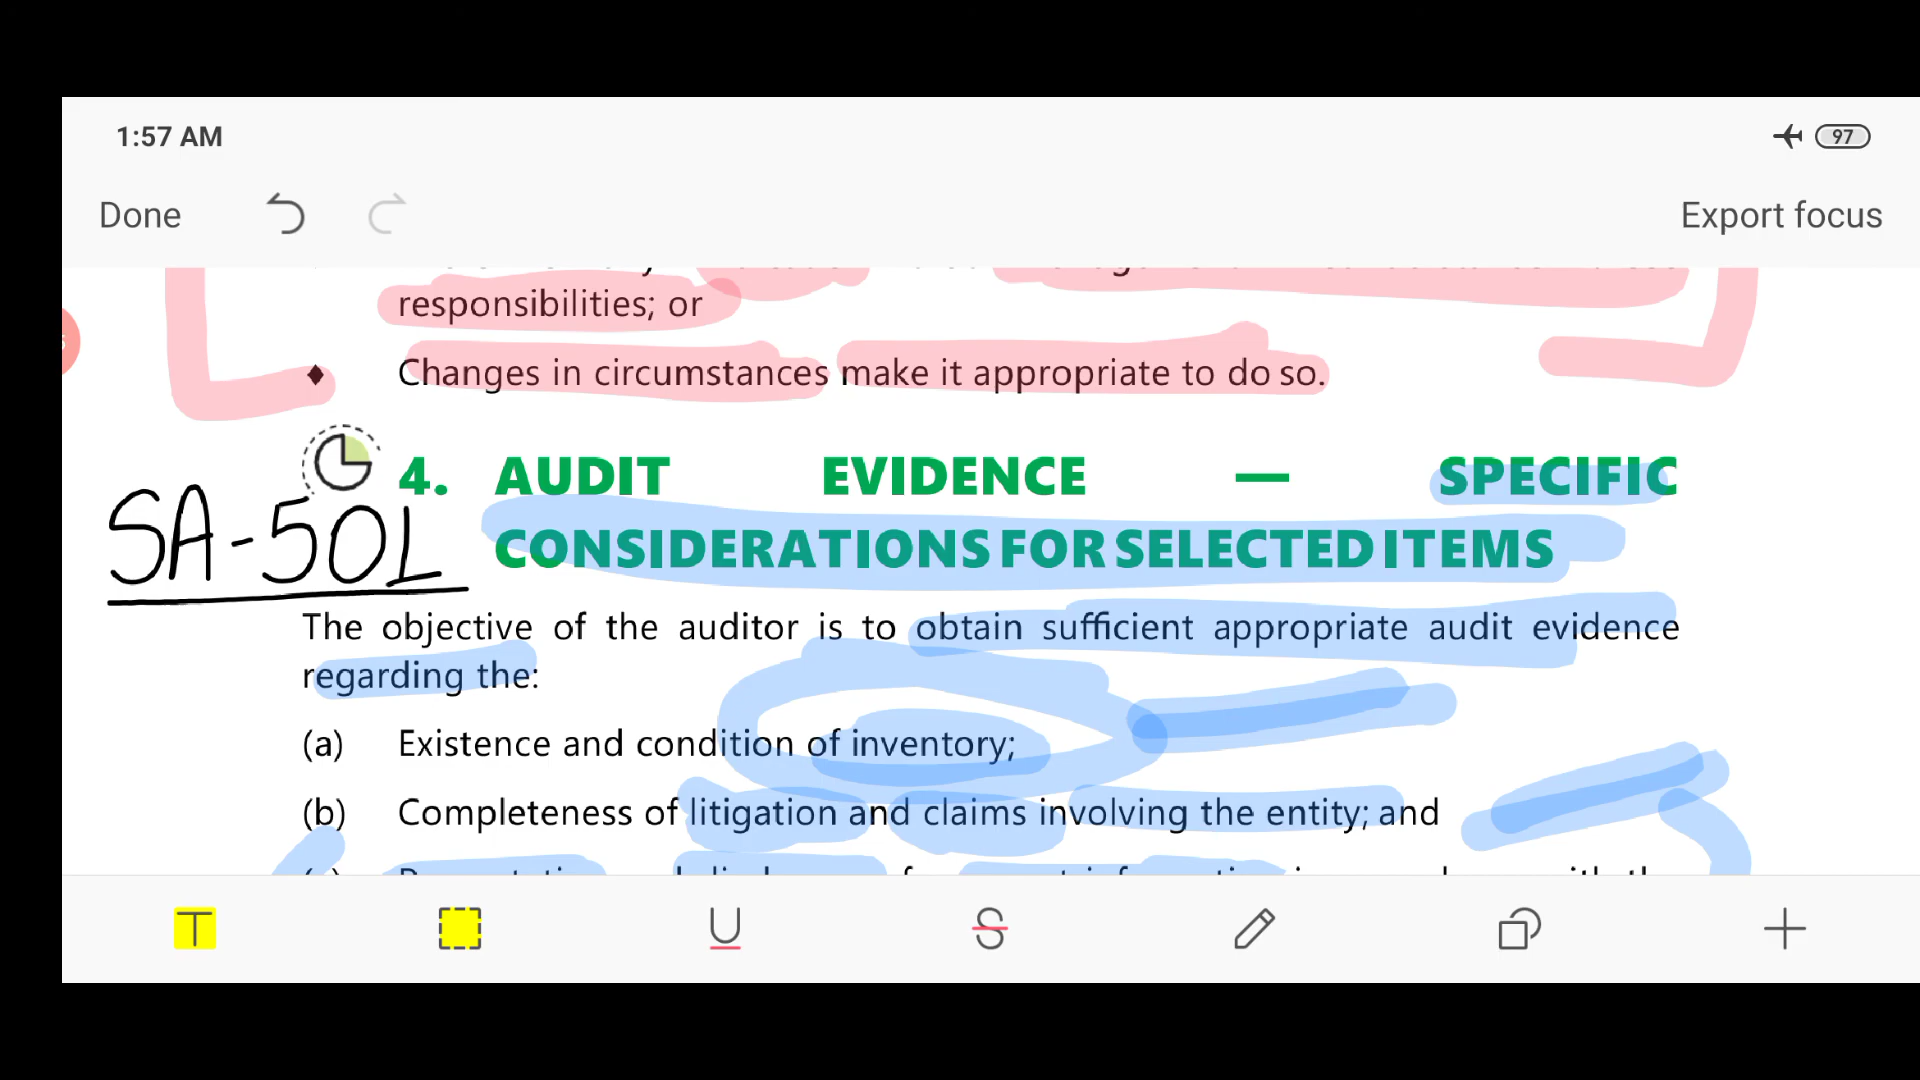 1:57 AM
97
Done
Export focus
responsibilities; or
♦ Changes in circumstances make it appropriate to do so.
4. AUDIT EVIDENCE — SPECIFIC
CONSIDERATIONS FOR SELECTED ITEMS
SA-501
The objective of the auditor is to obtain sufficient appropriate audit evidence
regarding the:
(a) Existence and condition of inventory;
(b) Completeness of litigation and claims involving the entity; and